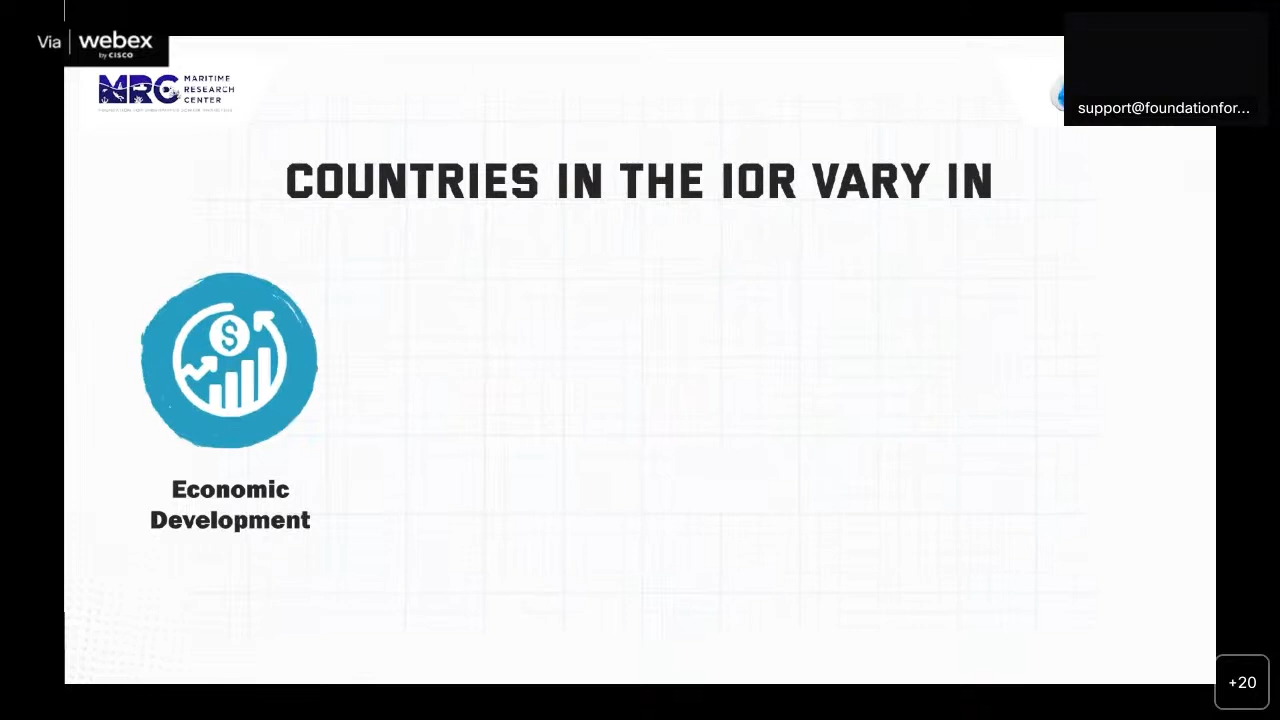 Via webex
by CISCO
MRC MARITIME
RESEARCH
CENTER
support@foundationfor...
COUNTRIES IN THE IOR VARY IN
$
Economic
Development
+20